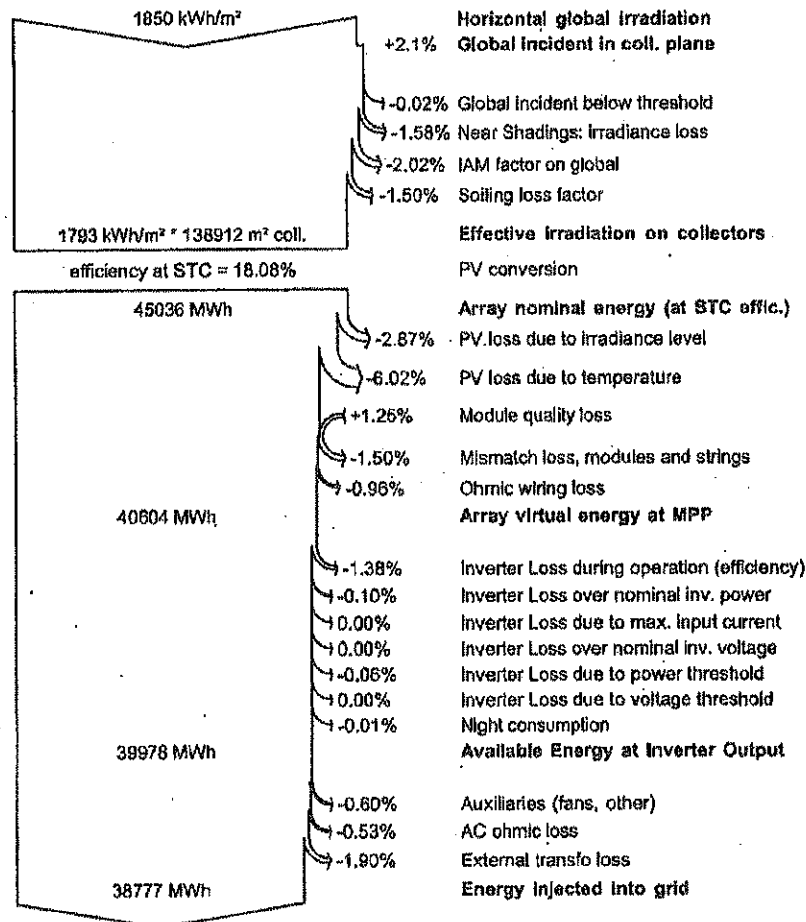 1850 kWh/m² Horizontal global irradiation
+2.1% Global incident in coll. plane
-0.02% Global incident below threshold
-1.58% Near Shadings: irradiance loss
-2.02% IAM factor on global
-1.50% Soiling loss factor
1793 kWh/m² * 138912 m² coll. Effective irradiation on collectors
efficiency at STC = 18.08% PV conversion
45036 MWh Array nominal energy (at STC effic.)
-2.87% PV loss due to irradiance level
-6.02% PV loss due to temperature
+1.25% Module quality loss
-1.50% Mismatch loss, modules and strings
-0.96% Ohmic wiring loss
40604 MWh Array virtual energy at MPP
-1.38% Inverter Loss during operation (efficiency)
-0.10% Inverter Loss over nominal inv. power
0.00% Inverter Loss due to max. input current
0.00% Inverter Loss over nominal inv. voltage
-0.06% Inverter Loss due to power threshold
0.00% Inverter Loss due to voltage threshold
-0.01% Night consumption
39978 MWh Available Energy at Inverter Output
-0.60% Auxiliaries (fans, other)
-0.53% AC ohmic loss
-1.90% External transfo loss
38777 MWh Energy injected into grid